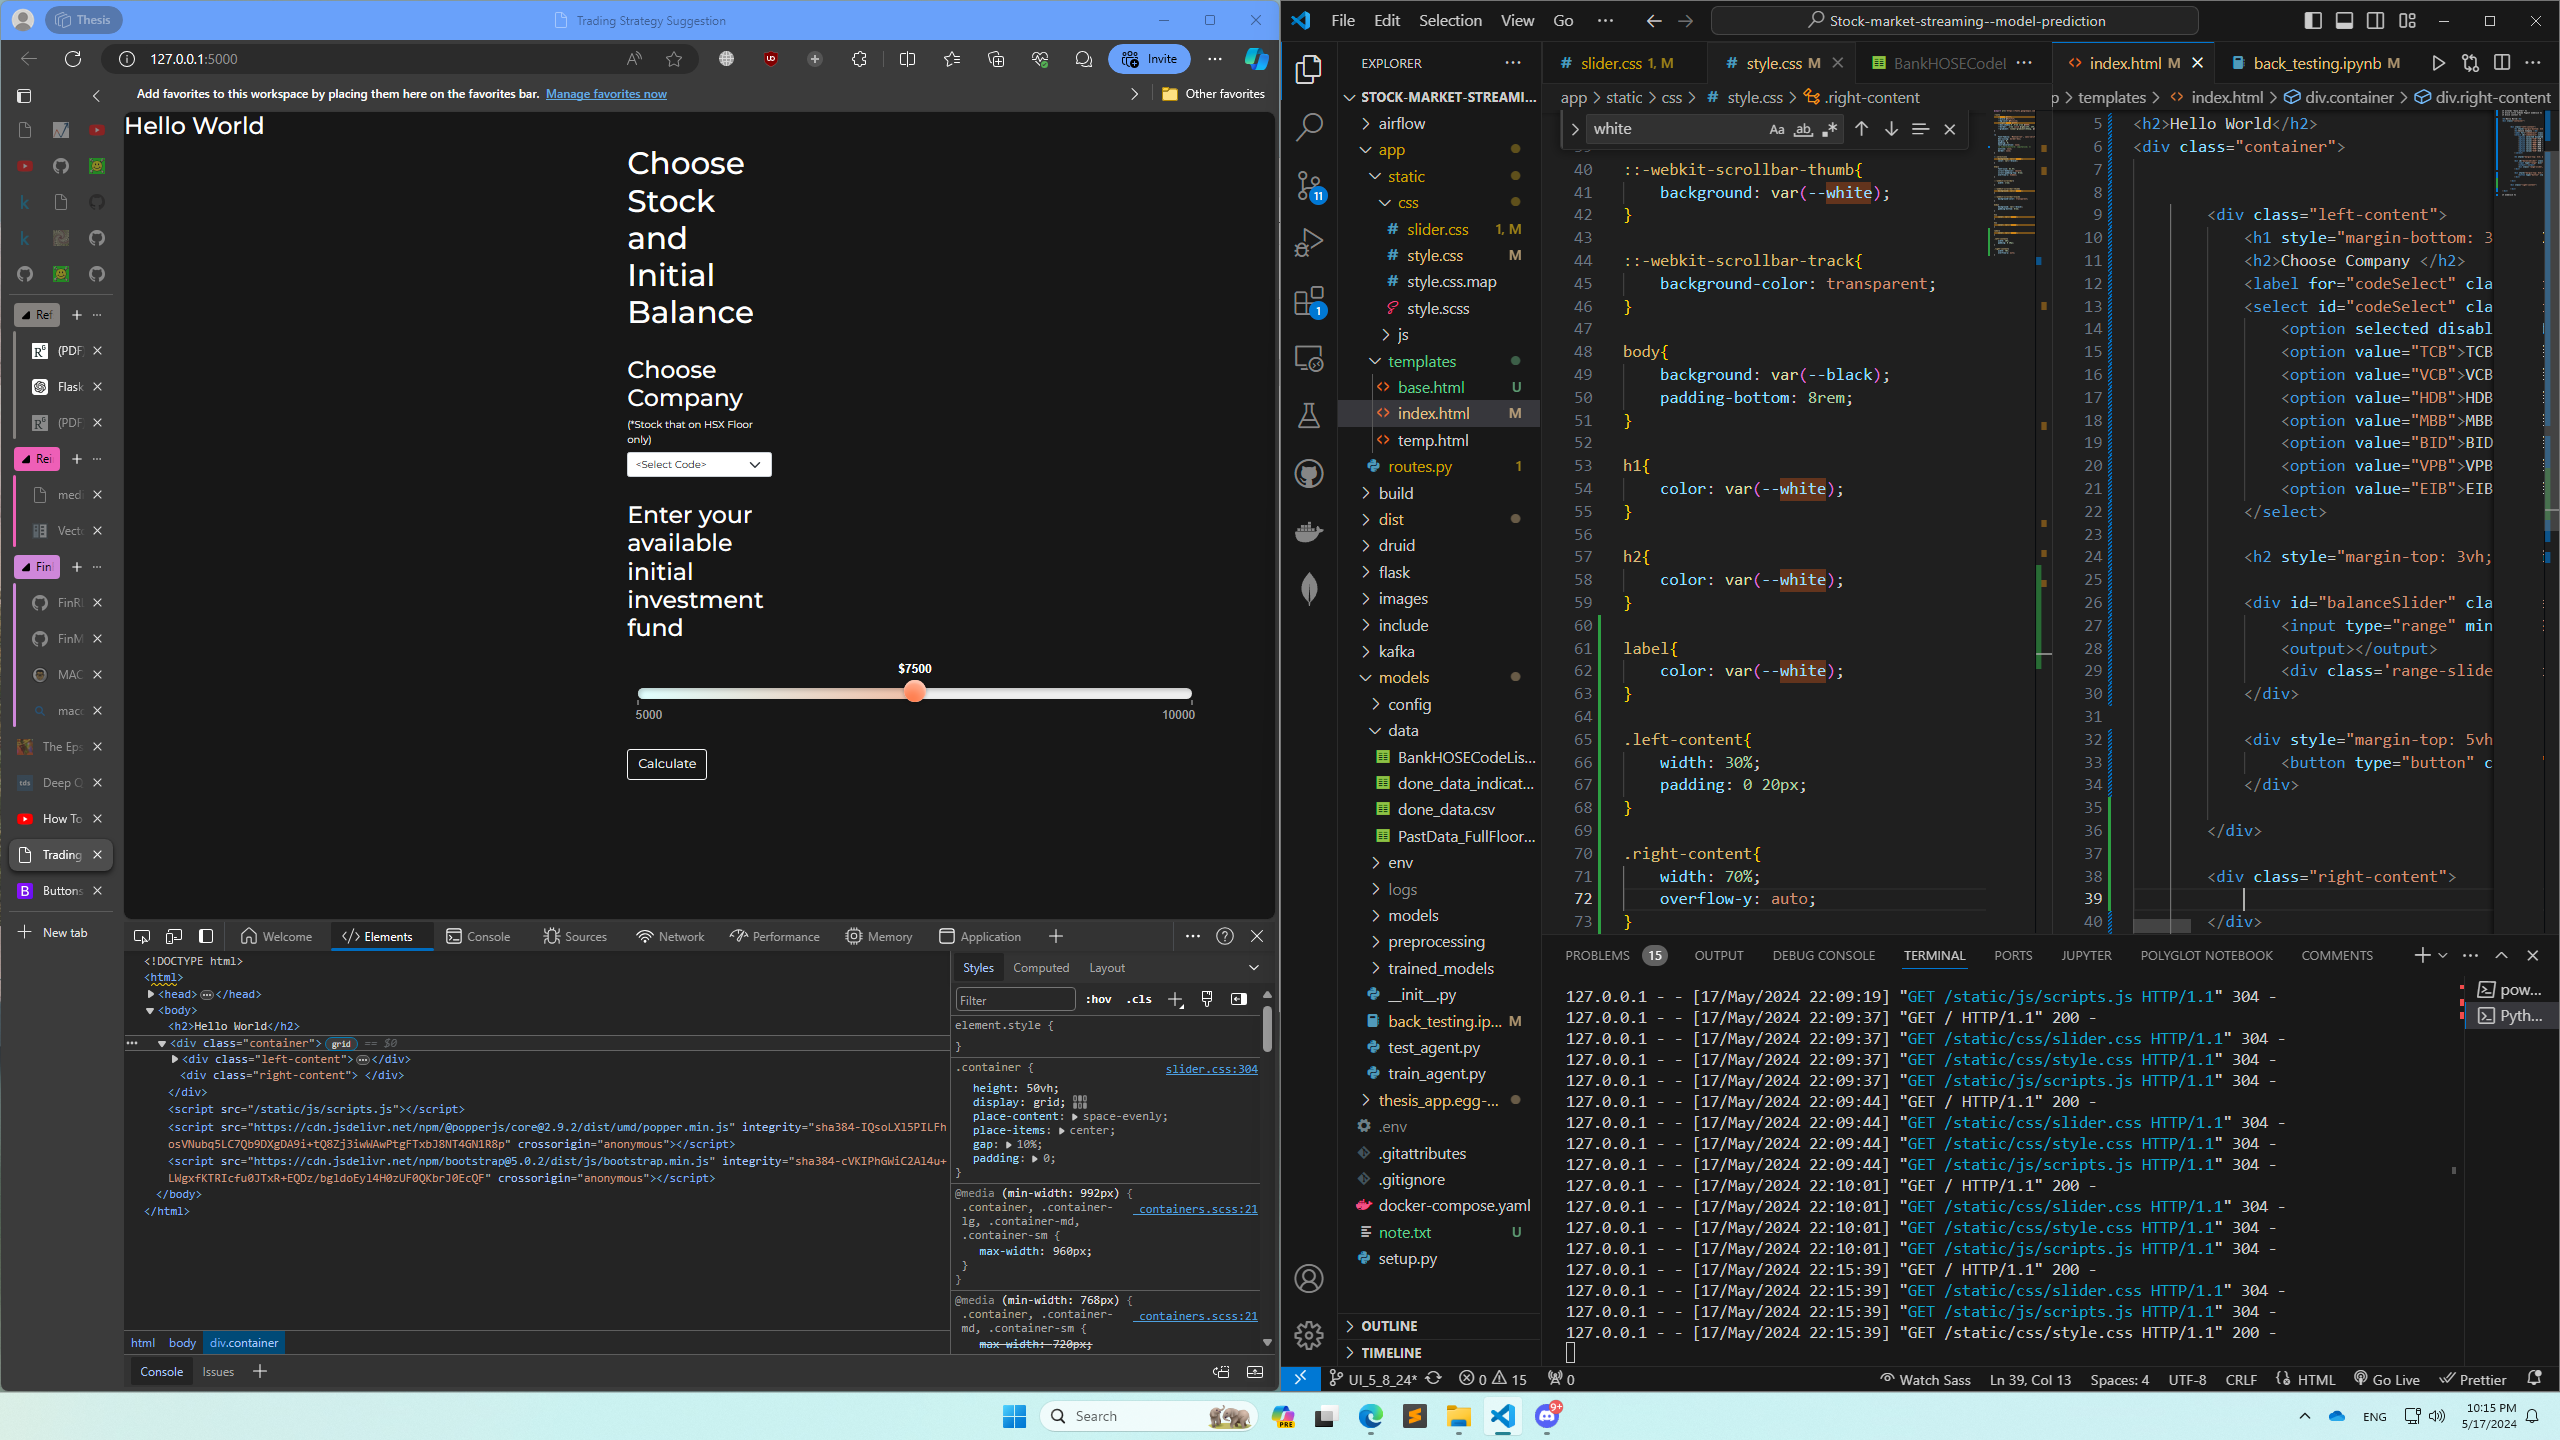 Thesis
Trading Strategy Suggestion
127.0.0.1:5000
Invite
Add favorites to this workspace by placing them here on the favorites bar. Manage favorites now
Other favorites
Ref
(PDF
Flask
(PDF
Rei
med
Vect
Finl
FinRl
FinM
MAC
macc
The Eps
Deep Q
How To
Trading
Buttons
New tab
Hello World
Choose
Stock
and
Initial
Balance
Choose
Company
(*Stock that on HSX Floor
only)
<Select Code>
Enter your
available
initial
investment
fund
$7500
5000
10000
Calculate
Welcome
Elements
Console
Sources
Network
Performance
Memory
Application
<!DOCTYPE html>
<html>
<head></head>
<body>
<h2>Hello World</h2>
<div class="container"> grid == $0
<div class="left-content"></div>
<div class="right-content"> </div>
</div>
<script src="/static/js/scripts.js"></script>
<script src="https://cdn.jsdelivr.net/npm/@popperjs/core@2.9.2/dist/umd/popper.min.js" integrity="sha384-IQsoLXl5PILFh
osVNubq5LC7Qb9DXgDA9i+tQ8Zj3iwWAwPtgFTxbJ8NT4GN1R8p" crossorigin="anonymous"></script>
<script src="https://cdn.jsdelivr.net/npm/bootstrap@5.0.2/dist/js/bootstrap.min.js" integrity="sha384-cVKIPhGWiC2Al4u+
LWgxfKTRIcfu0JTxR+EQDz/bgldoEyl4H0zUF0QKbrJ0EcQF" crossorigin="anonymous"></script>
</body>
</html>
html body div.container
Console Issues
Styles Computed Layout
Filter
:hov .cls
element.style {
}
.container { slider.css:304
height: 50vh;
display: grid;
place-content: space-evenly;
place-items: center;
gap: 10%;
padding: 0;
}
@media (min-width: 992px) {
.container, .container- _containers.scss:21
lg, .container-md,
.container-sm {
max-width: 960px;
}
}
@media (min-width: 768px) {
.container, .container- _containers.scss:21
md, .container-sm {
max-width: 720px;
File Edit Selection View Go
Stock-market-streaming--model-prediction
EXPLORER
STOCK-MARKET-STREAMI...
airflow
app
static
css
slider.css 1, M
style.css M
style.css.map
style.scss
js
templates
base.html U
index.html M
temp.html
routes.py 1
build
dist
druid
flask
images
include
kafka
models
config
data
BankHOSECodeLis...
done_data_indicat...
done_data.csv
PastData_FullFloor...
env
logs
models
preprocessing
trained_models
__init__.py
back_testing.ip... M
test_agent.py
train_agent.py
thesis_app.egg-...
.env
.gitattributes
.gitignore
docker-compose.yaml
note.txt U
setup.py
OUTLINE
TIMELINE
11
1
slider.css 1, M
style.css M
BankHOSECodeL
app > static > css > style.css > .right-content
white
40 ::-webkit-scrollbar-thumb{
41 background: var(--white);
42 }
43
44 ::-webkit-scrollbar-track{
45 background-color: transparent;
46 }
47
48 body{
49 background: var(--black);
50 padding-bottom: 8rem;
51 }
52
53 h1{
54 color: var(--white);
55 }
56
57 h2{
58 color: var(--white);
59 }
60
61 label{
62 color: var(--white);
63 }
64
65 .left-content{
66 width: 30%;
67 padding: 0 20px;
68 }
69
70 .right-content{
71 width: 70%;
72 overflow-y: auto;
73 }
index.html M
back_testing.ipynb M
templates > index.html > div.container > div.right-content
5 <h2>Hello World</h2>
6 <div class="container">
7
8
9 <div class="left-content">
10 <h1 style="margin-bottom: 3
11 <h2>Choose Company </h2>
12 <label for="codeSelect" cla
13 <select id="codeSelect" cla
14 <option selected disabl
15 <option value="TCB">TCB
16 <option value="VCB">VCB
17 <option value="HDB">HDB
18 <option value="MBB">MBB
19 <option value="BID">BID
20 <option value="VPB">VPB
21 <option value="EIB">EIB
22 </select>
23
24 <h2 style="margin-top: 3vh;
25
26 <div id="balanceSlider" cla
27 <input type="range" min
28 <output></output>
29 <div class='range-slide
30 </div>
31
32 <div style="margin-top: 5vh
33 <button type="button" c
34 </div>
35
36 </div>
37
38 <div class="right-content">
39
40 </div>
PROBLEMS 15 OUTPUT DEBUG CONSOLE TERMINAL PORTS JUPYTER POLYGLOT NOTEBOOK COMMENTS
127.0.0.1 - - [17/May/2024 22:09:19] "GET /static/js/scripts.js HTTP/1.1" 304 -
127.0.0.1 - - [17/May/2024 22:09:37] "GET / HTTP/1.1" 200 -
127.0.0.1 - - [17/May/2024 22:09:37] "GET /static/css/slider.css HTTP/1.1" 304 -
127.0.0.1 - - [17/May/2024 22:09:37] "GET /static/css/style.css HTTP/1.1" 304 -
127.0.0.1 - - [17/May/2024 22:09:37] "GET /static/js/scripts.js HTTP/1.1" 304 -
127.0.0.1 - - [17/May/2024 22:09:44] "GET / HTTP/1.1" 200 -
127.0.0.1 - - [17/May/2024 22:09:44] "GET /static/css/slider.css HTTP/1.1" 304 -
127.0.0.1 - - [17/May/2024 22:09:44] "GET /static/css/style.css HTTP/1.1" 304 -
127.0.0.1 - - [17/May/2024 22:09:44] "GET /static/js/scripts.js HTTP/1.1" 304 -
127.0.0.1 - - [17/May/2024 22:10:01] "GET / HTTP/1.1" 200 -
127.0.0.1 - - [17/May/2024 22:10:01] "GET /static/css/slider.css HTTP/1.1" 304 -
127.0.0.1 - - [17/May/2024 22:10:01] "GET /static/css/style.css HTTP/1.1" 304 -
127.0.0.1 - - [17/May/2024 22:10:01] "GET /static/js/scripts.js HTTP/1.1" 304 -
127.0.0.1 - - [17/May/2024 22:15:39] "GET / HTTP/1.1" 200 -
127.0.0.1 - - [17/May/2024 22:15:39] "GET /static/css/slider.css HTTP/1.1" 304 -
127.0.0.1 - - [17/May/2024 22:15:39] "GET /static/js/scripts.js HTTP/1.1" 304 -
127.0.0.1 - - [17/May/2024 22:15:39] "GET /static/css/style.css HTTP/1.1" 200 -
pow...
Pyth...
UI_5_8_24* 0 15 0
Watch Sass Ln 39, Col 13 Spaces: 4 UTF-8 CRLF HTML Go Live Prettier
Search
PRE
9+
ENG
10:15 PM
5/17/2024